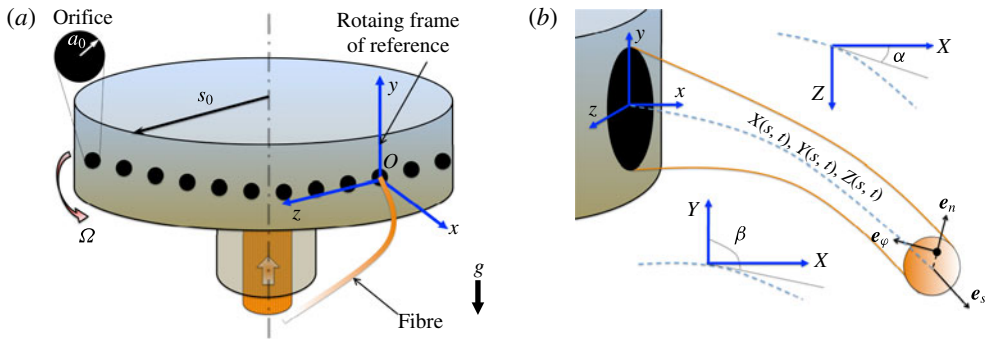 (a)
Orifice
a0
Rotaing frame
of reference
s0
y
O
z
x
Ω
g
Fibre
(b)
y
x
z
X
α
Z
X(s, t), Y(s, t), Z(s, t)
Y
β
X
en
eφ
es